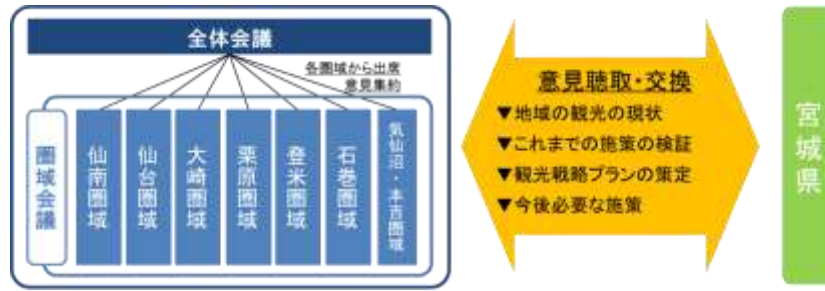 全体会議
各圏域から出席
意見集約
圏域会議
仙南圏域
仙台圏域
大崎圏域
栗原圏域
登米圏域
石巻圏域
気仙沼・本吉圏域
意見聴取・交換
▼地域の観光の現状
▼これまでの施策の検証
▼観光戦略プランの策定
▼今後必要な施策
宮城県